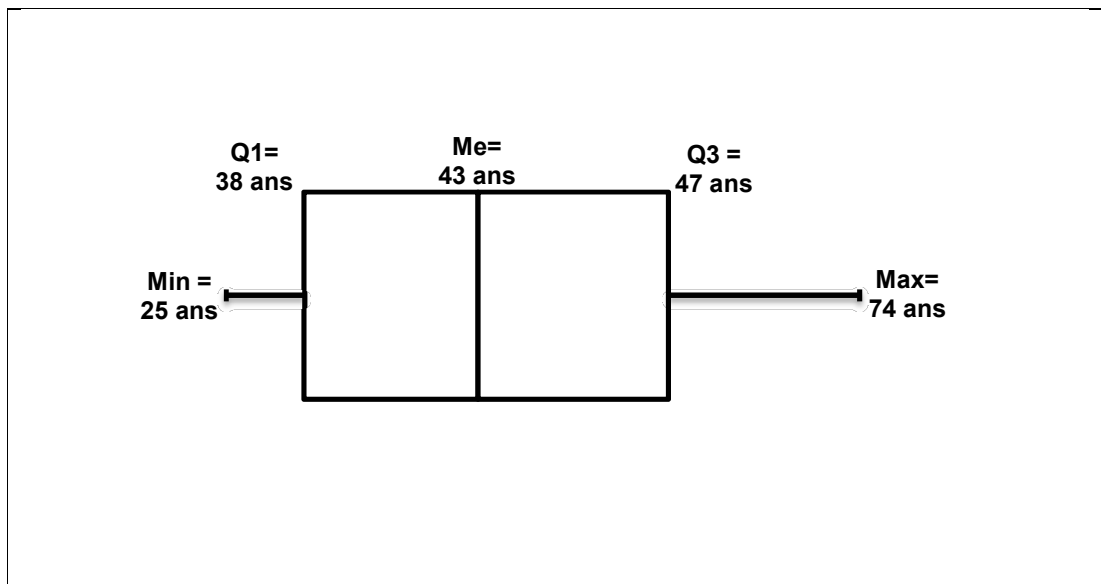 Q1=
38 ans
Me=
43 ans
Q3 =
47 ans
Min =
25 ans
Max=
74 ans